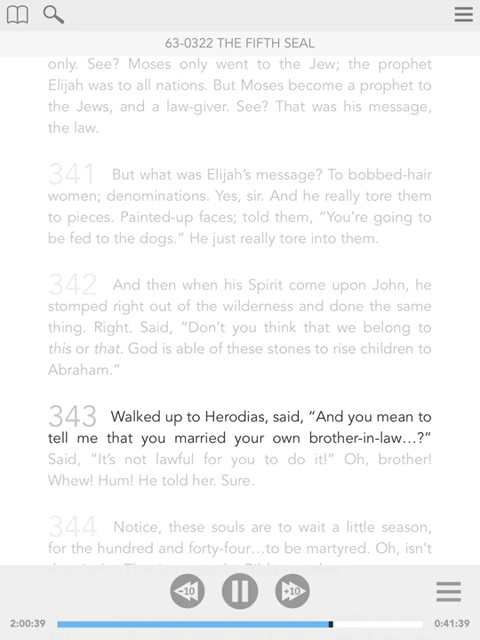 63-0322 THE FIFTH SEAL
only. See? Moses only went to the Jew; the prophet
Elijah was to all nations. But Moses become a prophet to
the Jews, and a law-giver. See? That was his message,
the law.
341 But what was Elijah’s message? To bobbed-hair
women; denominations. Yes, sir. And he really tore them
to pieces. Painted-up faces; told them, “You’re going to
be fed to the dogs.” He just really tore into them.
342 And then when his Spirit come upon John, he
stomped right out of the wilderness and done the same
thing. Right. Said, “Don’t you think that we belong to
this or that. God is able of these stones to rise children to
Abraham.”
343 Walked up to Herodias, said, “And you mean to
tell me that you married your own brother-in-law…?”
Said, “It’s not lawful for you to do it!” Oh, brother!
Whew! Hum! He told her. Sure.
344 Notice, these souls are to wait a little season,
for the hundred and forty-four…to be martyred. Oh, isn’t
-10 +10
2:00:39 0:41:39